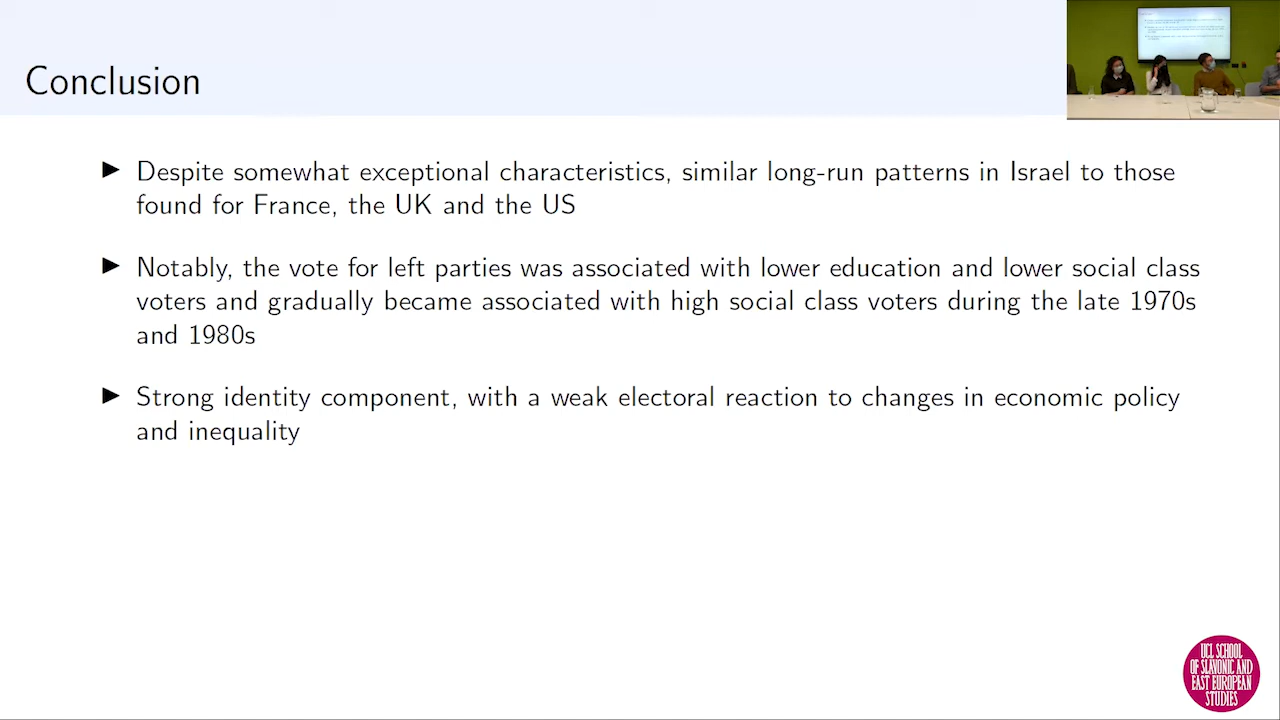 Conclusion
Despite somewhat exceptional characteristics, similar long-run patterns in Israel to those
found for France, the UK and the US
Notably, the vote for left parties was associated with lower education and lower social class
voters and gradually became associated with high social class voters during the late 1970s
and 1980s
Strong identity component, with a weak electoral reaction to changes in economic policy
and inequality
UCL SCHOOL
OF SLAVONIC AND
EAST EUROPEAN
STUDIES